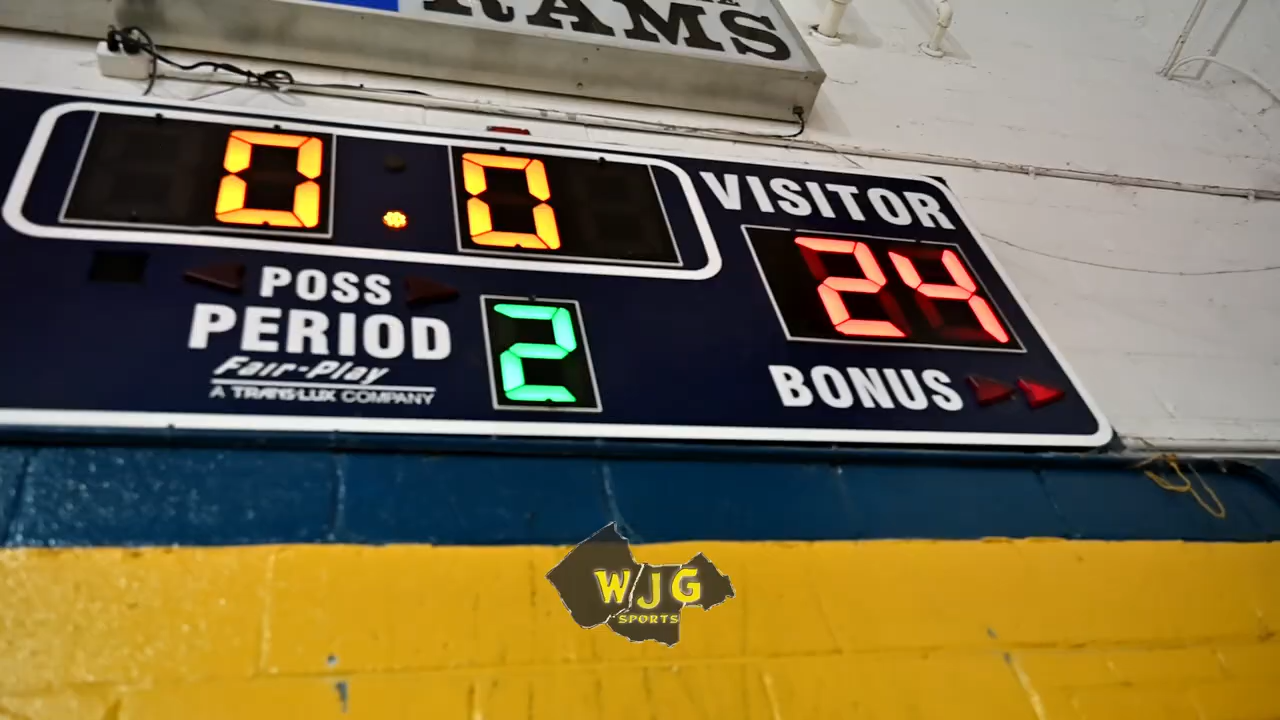 RAMS
0.0
VISITOR
24
POSS
PERIOD
2
Fair-Play
A TRANS-LUX COMPANY
BONUS
WJG
SPORTS